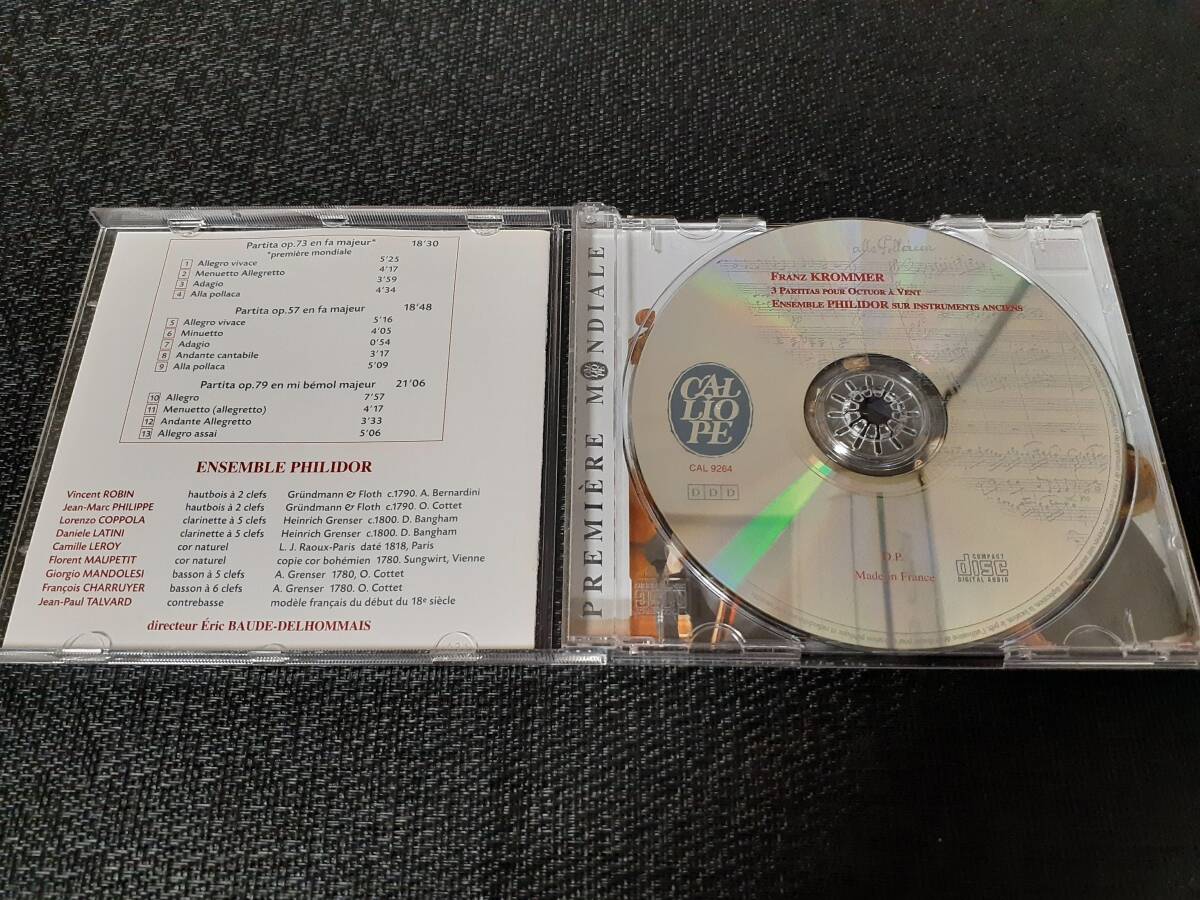 Partita op.73 en fa majeur* 18'30
*première mondiale
1 Allegro vivace 5'25
2 Menuetto Allegretto 4'17
3 Adagio 3'59
4 Alla pollaca 4'34
Partita op.57 en fa majeur 18'48
5 Allegro vivace 5'16
6 Minuetto 4'05
7 Adagio 0'54
8 Andante cantabile 3'17
9 Alla pollaca 5'09
Partita op.79 en mi bémol majeur 21'06
10 Allegro 7'57
11 Menuetto (allegretto) 4'17
12 Andante Allegretto 3'33
13 Allegro assai 5'06
ENSEMBLE PHILIDOR
Vincent ROBIN hautbois à 2 clefs Gründmann & Floth c.1790. A. Bernardini
Jean-Marc PHILIPPE hautbois à 2 clefs Gründmann & Floth c.1790. O. Cottet
Lorenzo COPPOLA clarinette à 5 clefs Heinrich Grenser c.1800. D. Bangham
Daniele LATINI clarinette à 5 clefs Heinrich Grenser c.1800. D. Bangham
Camille LEROY cor naturel L. J. Raoux-Paris daté 1818, Paris
Florent MAUPETIT cor naturel copie cor bohémien 1780. Sungwirt, Vienne
Giorgio MANDOLESI basson à 5 clefs A. Grenser 1780, O. Cottet
François CHARRUYER basson à 6 clefs A. Grenser 1780. O. Cottet
Jean-Paul TALVARD contrebasse modèle français du début du 18e siècle
directeur Éric BAUDE-DELHOMMAIS
PREMIÈRE MONDIALE
FRANZ KROMMER
3 PARTITAS POUR OCTUOR À VENT
ENSEMBLE PHILIDOR SUR INSTRUMENTS ANCIENS
CAL
LIO
PE
CAL 9264
DDD
D.P.
Made in France
COMPACT
disc
DIGITAL AUDIO